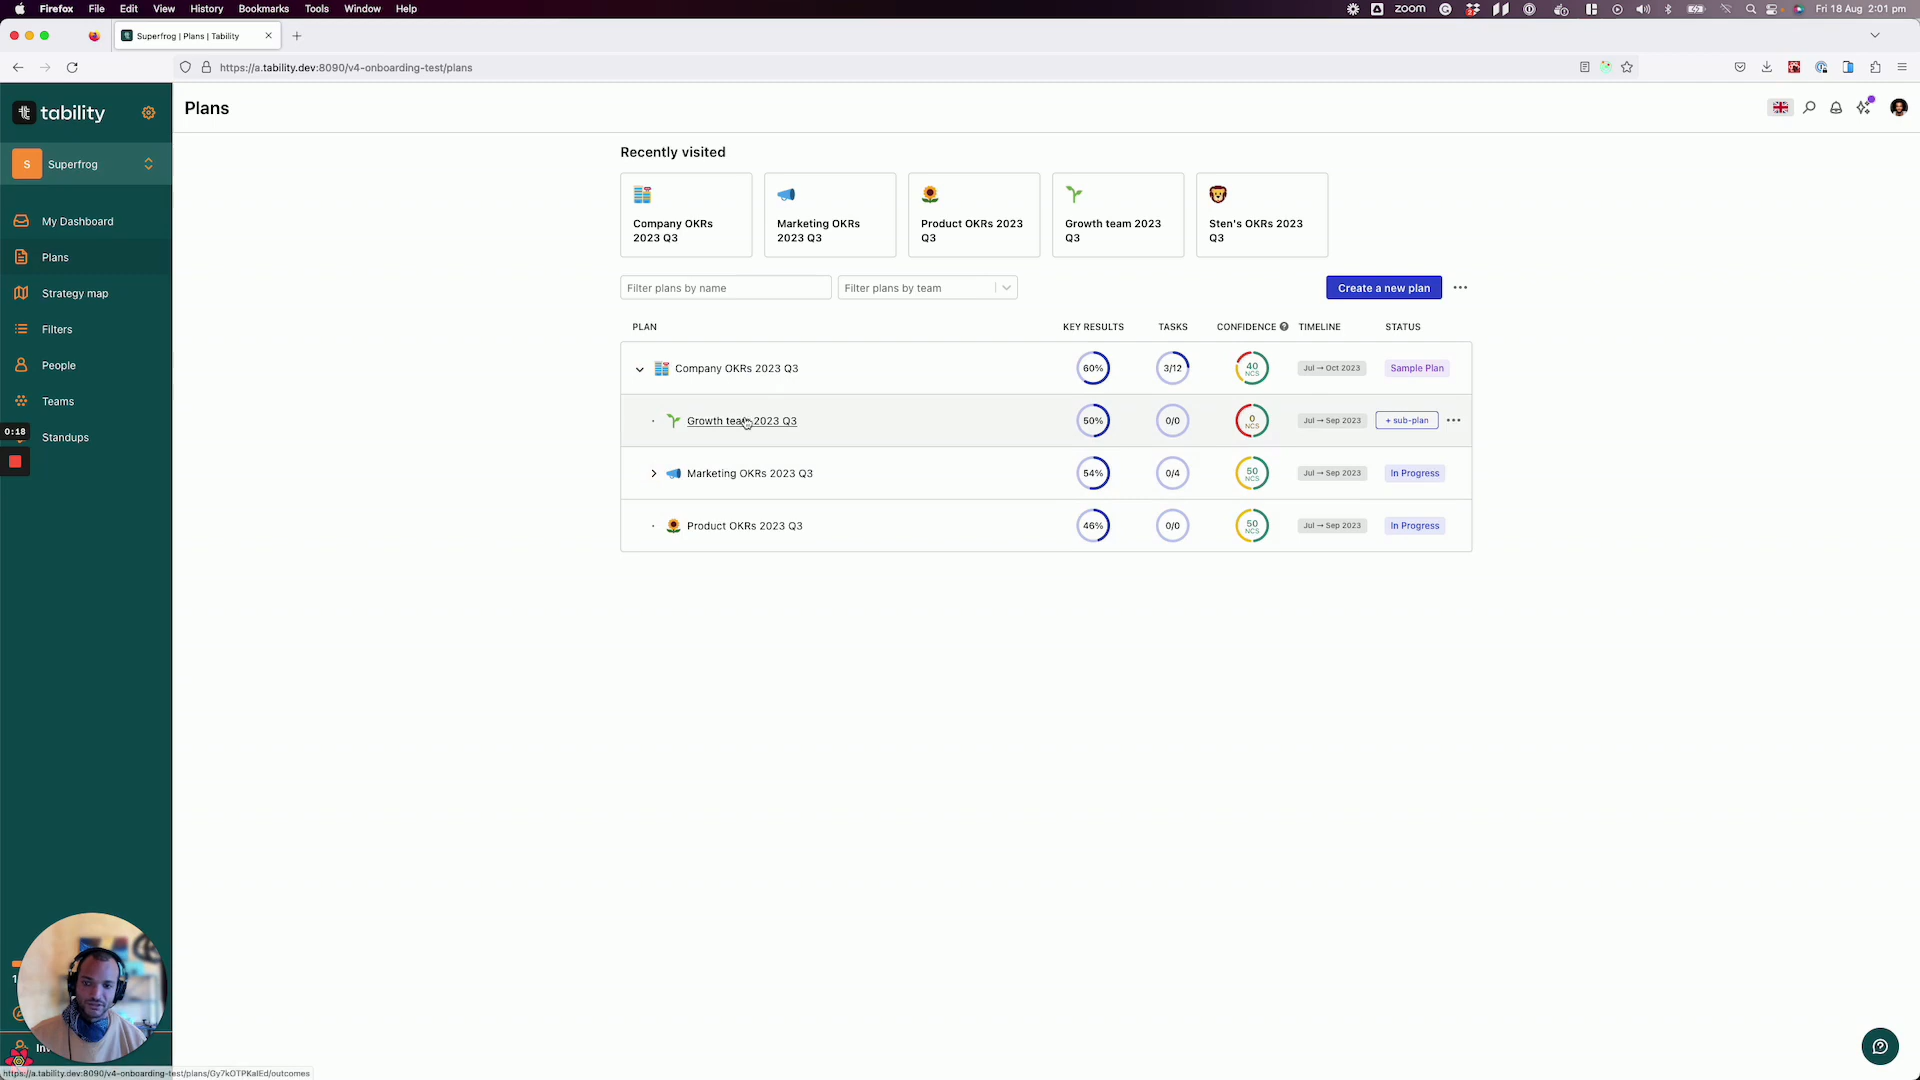 Firefox File Edit View History Bookmarks Tools Window Help zoom Fri 18 Aug 2:01 pm
Superfrog | Plans | Tability
https://a.tability.dev:8090/v4-onboarding-test/plans
tability
Plans
S Superfrog
My Dashboard
Plans
Strategy map
Filters
People
Teams
Standups
0:18
Recently visited
Company OKRs
2023 Q3
Marketing OKRs
2023 Q3
Product OKRs 2023
Q3
Growth team 2023
Q3
Sten's OKRs 2023
Q3
Filter plans by name
Filter plans by team
Create a new plan
PLAN KEY RESULTS TASKS CONFIDENCE TIMELINE STATUS
Company OKRs 2023 Q3 60% 3/12 40 NCS Jul → Oct 2023 Sample Plan
Growth team 2023 Q3 50% 0/0 0 NCS Jul → Sep 2023 + sub-plan
Marketing OKRs 2023 Q3 54% 0/4 50 NCS Jul → Sep 2023 In Progress
Product OKRs 2023 Q3 46% 0/0 50 NCS Jul → Sep 2023 In Progress
https://a.tability.dev:8090/v4-onboarding-test/plans/Gy7kOTPKaIEd/outcomes